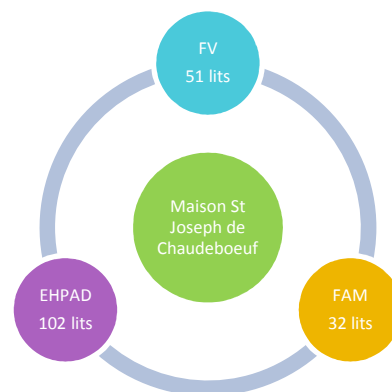 FV
51 lits
Maison St
Joseph de
Chaudeboeuf
EHPAD
102 lits
FAM
32 lits